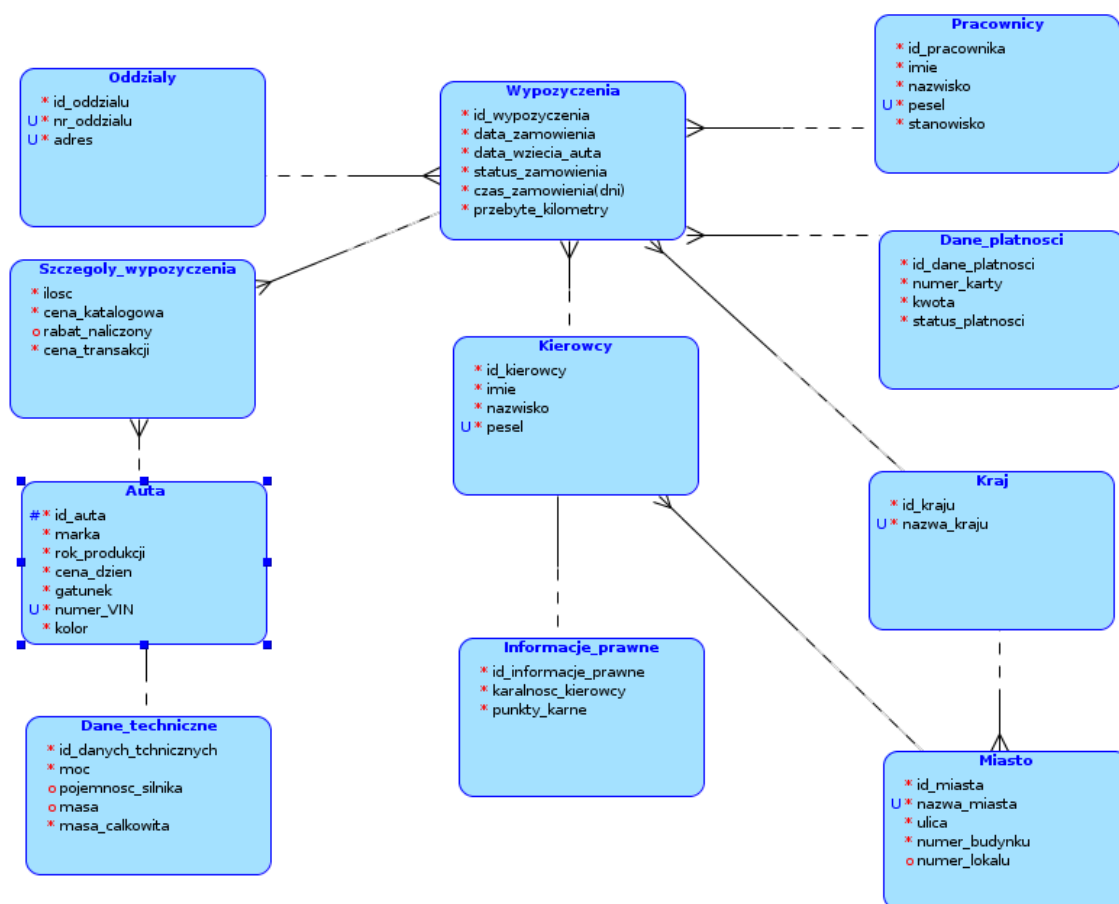 Pracownicy
* id_pracownika
* imie
* nazwisko
U * pesel
* stanowisko
Oddzialy
* id_oddzialu
U * nr_oddzialu
U * adres
Wypozyczenia
* id_wypozyczenia
* data_zamowienia
* data_wziecia_auta
* status_zamowienia
* czas_zamowienia(dni)
* przebyte_kilometry
Dane_platnosci
* id_dane_platnosci
* numer_karty
* kwota
* status_platnosci
Szczegoly_wypozyczenia
* ilosc
* cena_katalogowa
o rabat_naliczony
* cena_transakcji
Kierowcy
* id_kierowcy
* imie
* nazwisko
U * pesel
Kraj
* id_kraju
U * nazwa_kraju
Auta
# * id_auta
* marka
* rok_produkcji
* cena_dzien
* gatunek
U * numer_VIN
* kolor
Informacje_prawne
* id_informacje_prawne
* karalnosc_kierowcy
* punkty_karne
Dane_techniczne
* id_danych_tchnicznych
* moc
o pojemnosc_silnika
o masa
* masa_calkowita
Miasto
* id_miasta
U * nazwa_miasta
* ulica
* numer_budynku
o numer_lokalu